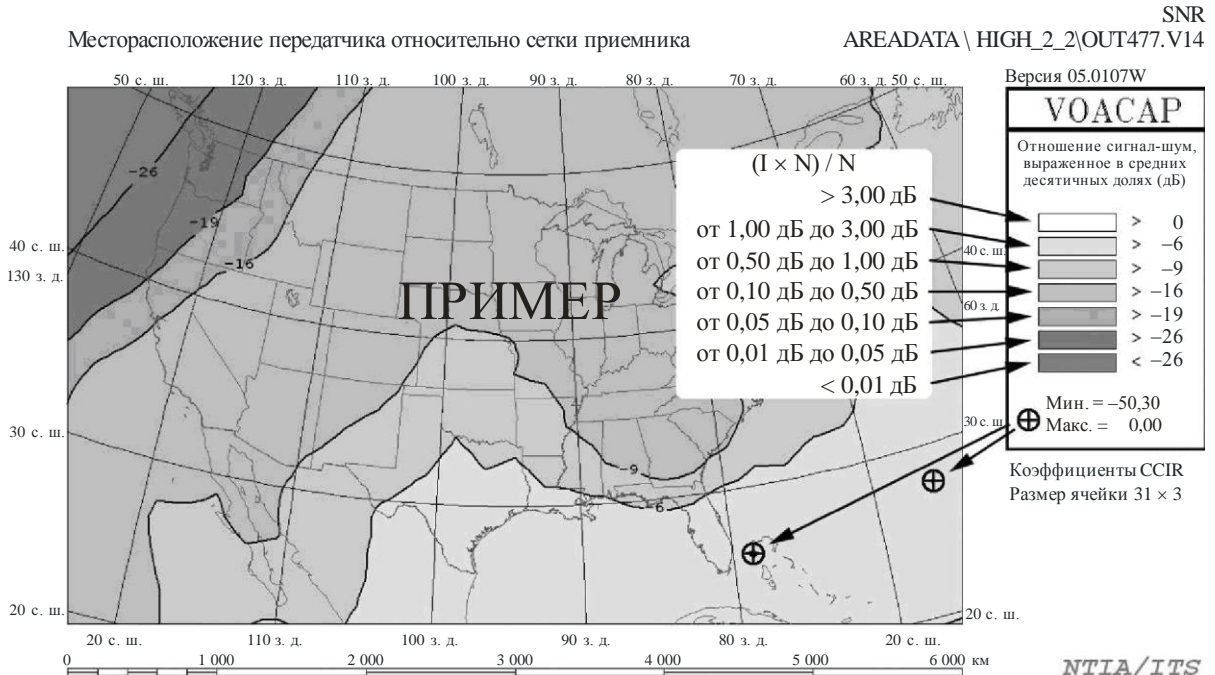 SNR
Месторасположение передатчика относительно сетки приемника
AREADATA \ HIGH_2_2\OUT477.V14
50 с. ш. 120 з. д. 110 з. д. 100 з. д. 90 з. д. 80 з. д. 70 з. д. 60 з. д. 50 с. ш.
Версия 05.0107W
VOACAP
Отношение сигнал-шум,
выраженное в средних
десятичных долях (дБ)
(I × N) / N
> 3,00 дБ
от 1,00 дБ до 3,00 дБ
от 0,50 дБ до 1,00 дБ
от 0,10 дБ до 0,50 дБ
от 0,05 дБ до 0,10 дБ
от 0,01 дБ до 0,05 дБ
< 0,01 дБ
> 0
> –6
> –9
> –16
> –19
> –26
< –26
Мин. = –50,30
Макс. = 0,00
Коэффициенты CCIR
Размер ячейки 31 × 3
ПРИМЕР
-26
-19
-16
-9
-6
40 с. ш.
130 з. д.
30 с. ш.
20 с. ш.
40 с. ш.
60 з. д.
30 с. ш.
20 с. ш.
20 с. ш. 110 з. д. 100 з. д. 90 з. д. 80 з. д. 20 с. ш.
0 1 000 2 000 3 000 4 000 5 000 6 000 км
NTIA/ITS